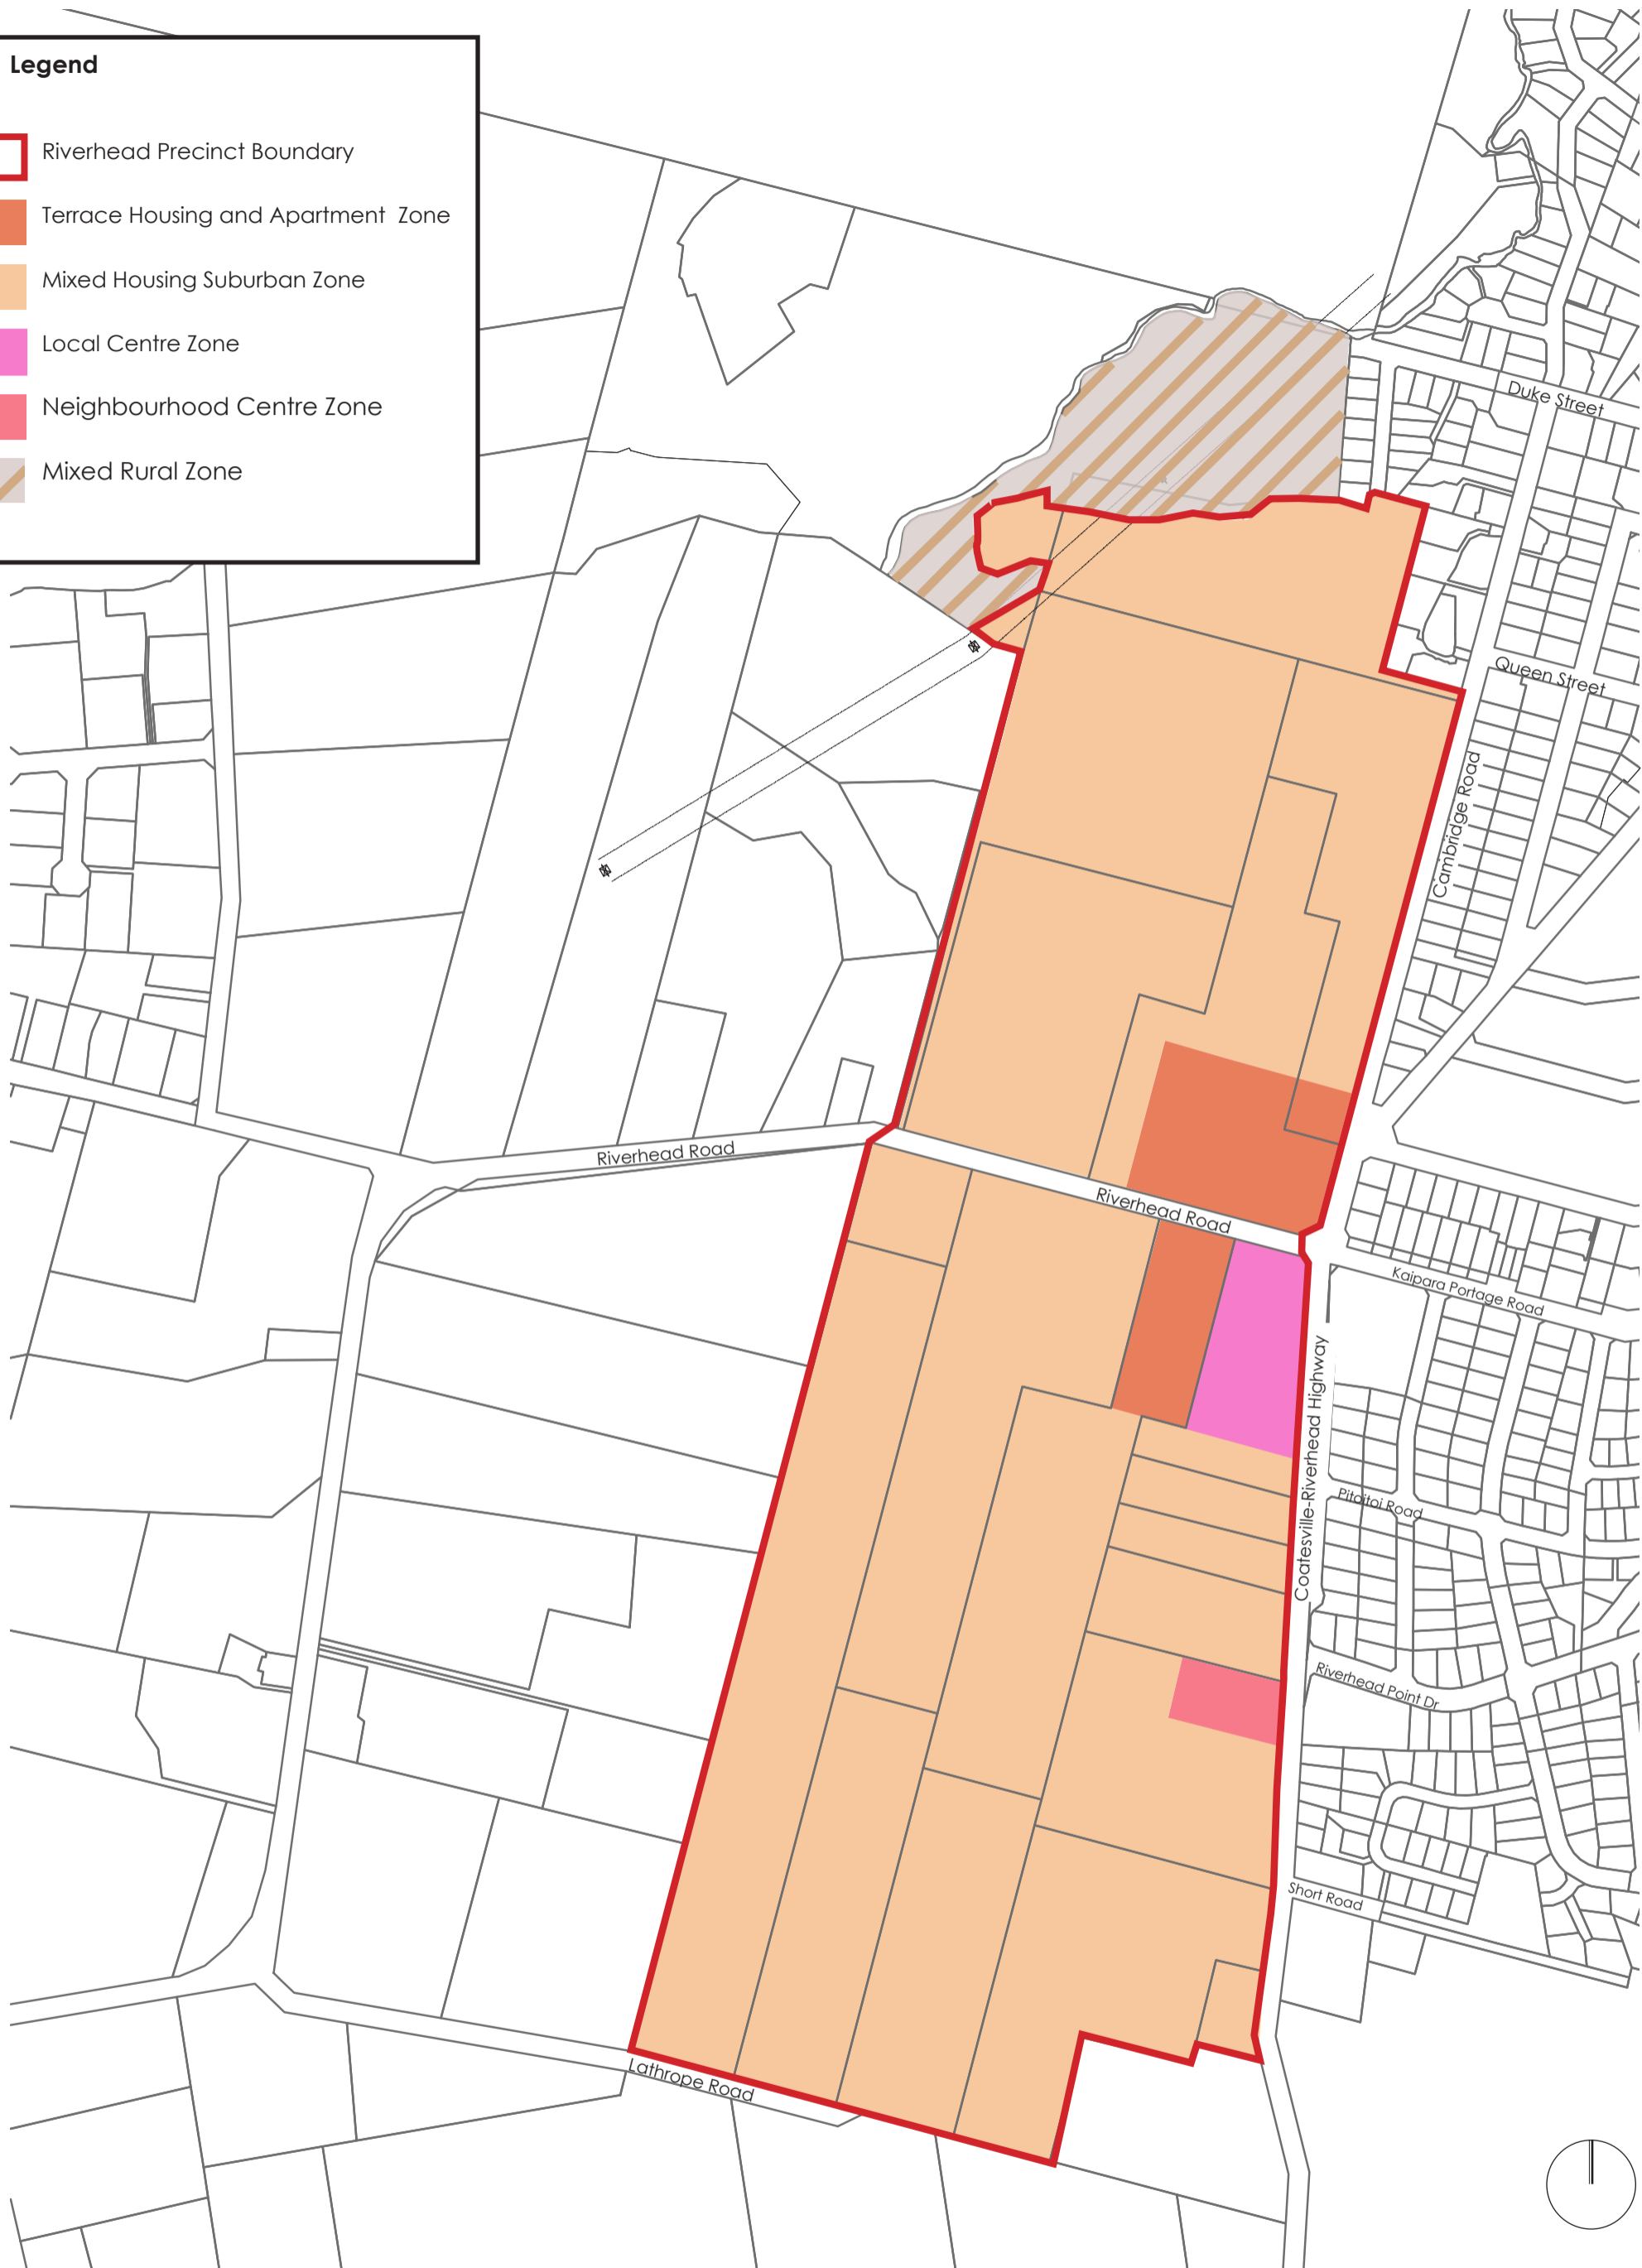 Legend
Riverhead Precinct Boundary
Terrace Housing and Apartment Zone
Mixed Housing Suburban Zone
Local Centre Zone
Neighbourhood Centre Zone
Mixed Rural Zone
Duke Street
Queen Street
Cambridge Road
Riverhead Road
Riverhead Road
Kaipara Portage Road
Coatesville-Riverhead Highway
Pitoitoi Road
Riverhead Point Dr
Short Road
Lathrope Road